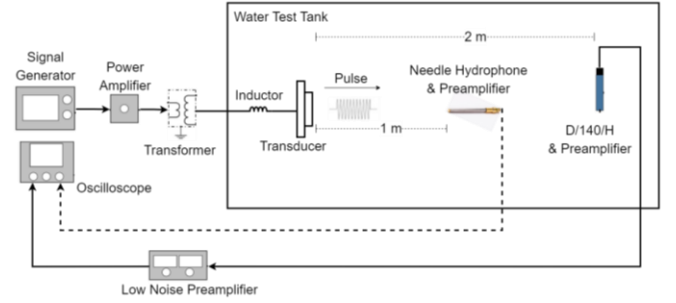 Water Test Tank
2 m
Signal
Generator
Power
Amplifier
Inductor
Pulse
Needle Hydrophone
& Preamplifier
1 m
Transformer
Transducer
D/140/H
& Preamplifier
Oscilloscope
Low Noise Preamplifier